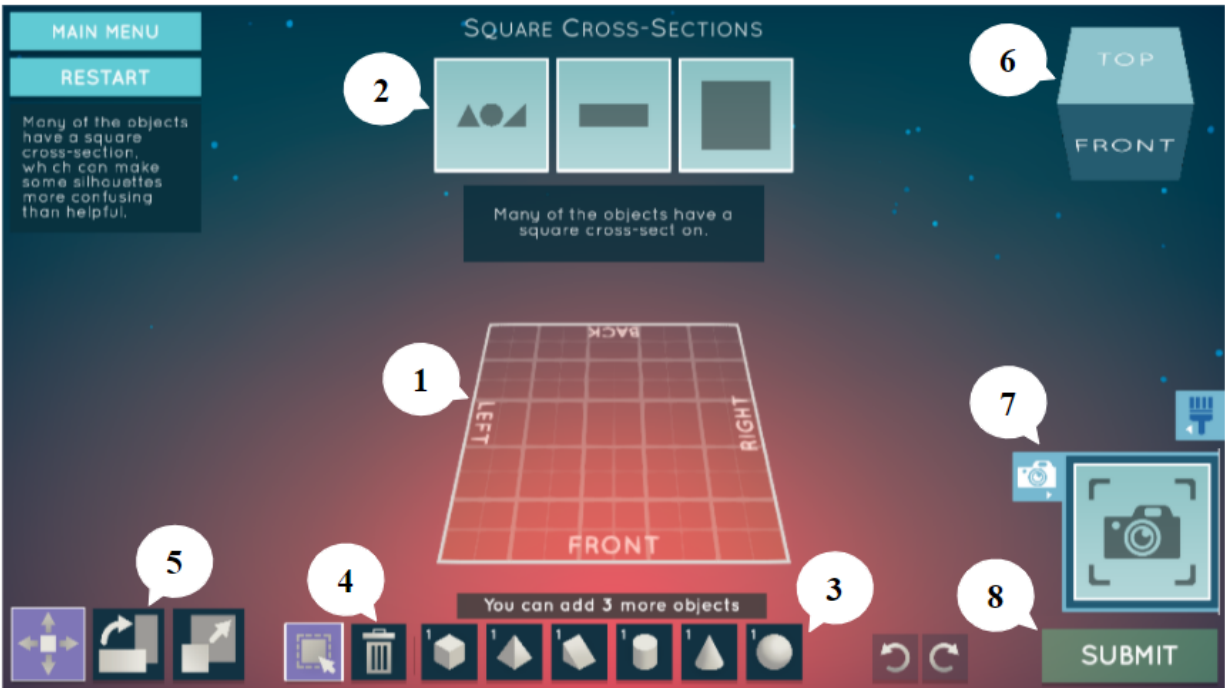 MAIN MENU
RESTART
Many of the objects
have a square
cross-section,
wh ch can make
some silhouettes
more confusing
than helpful.
SQUARE CROSS-SECTIONS
2
6
TOP
FRONT
Many of the objects have a
square cross-sect on.
1
BACK
LEFT
RIGHT
FRONT
7
5
4
3
8
You can add 3 more objects
1
1
1
1
1
1
SUBMIT